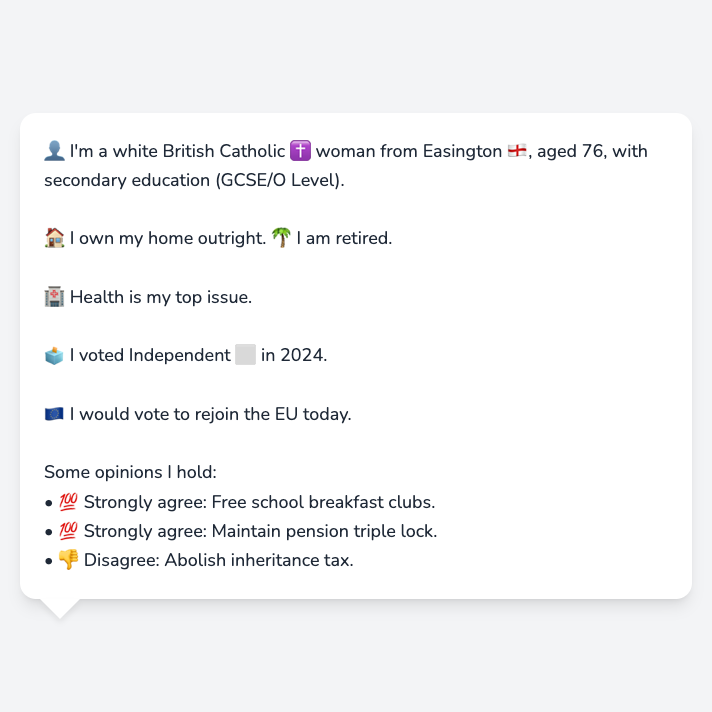 👤 I'm a white British Catholic ✝️ woman from Easington 🏴󠁧󠁢󠁥󠁮󠁧󠁿, aged 76, with
secondary education (GCSE/O Level).
🏠 I own my home outright. 🌴 I am retired.
🏥 Health is my top issue.
🗳️ I voted Independent ⬜ in 2024.
🇪🇺 I would vote to rejoin the EU today.
Some opinions I hold:
• 💯 Strongly agree: Free school breakfast clubs.
• 💯 Strongly agree: Maintain pension triple lock.
• 👎 Disagree: Abolish inheritance tax.